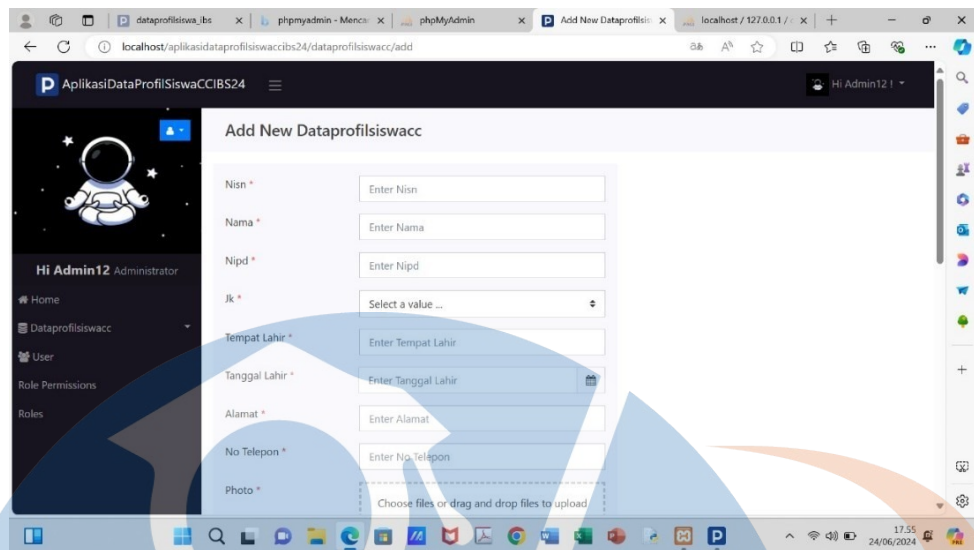 dataprofilsiswa_ibs
phpmyadmin - Mencar
phpMyAdmin
Add New Dataprofilsis
localhost / 127.0.0.1 /
localhost/aplikasidataprofilsiswaccibs24/dataprofilsiswacc/add
AplikasiDataProfilSiswaCCIBS24
Hi Admin12 !
Add New Dataprofilsiswacc
Nisn *
Enter Nisn
Nama *
Enter Nama
Nipd *
Enter Nipd
Hi Admin12 Administrator
Home
Jk *
Select a value ...
Dataprofilsiswacc
Tempat Lahir *
Enter Tempat Lahir
User
Tanggal Lahir *
Enter Tanggal Lahir
Role Permissions
Roles
Alamat *
Enter Alamat
No Telepon *
Enter No Telepon
Photo *
Choose files or drag and drop files to upload
17.55
24/06/2024